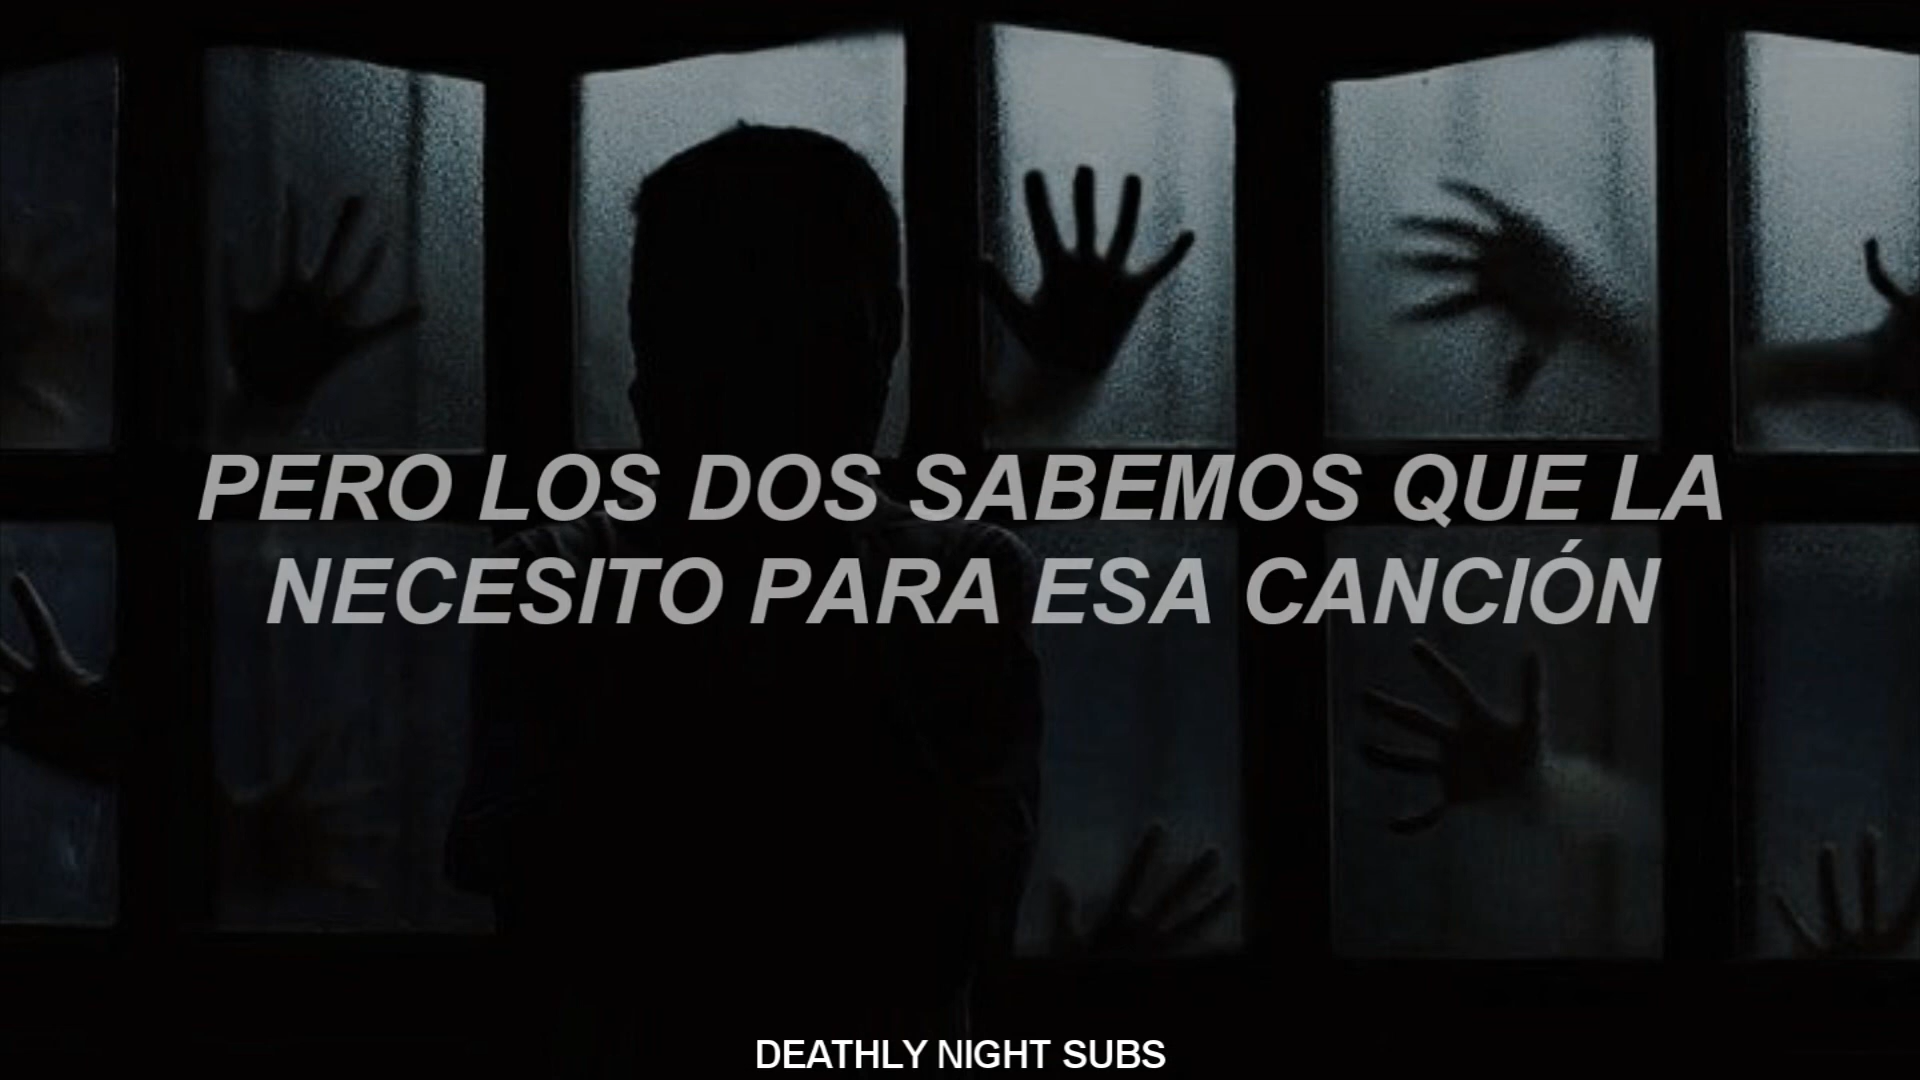 PERO LOS DOS SABEMOS QUE LA
NECESITO PARA ESA CANCIÓN
DEATHLY NIGHT SUBS